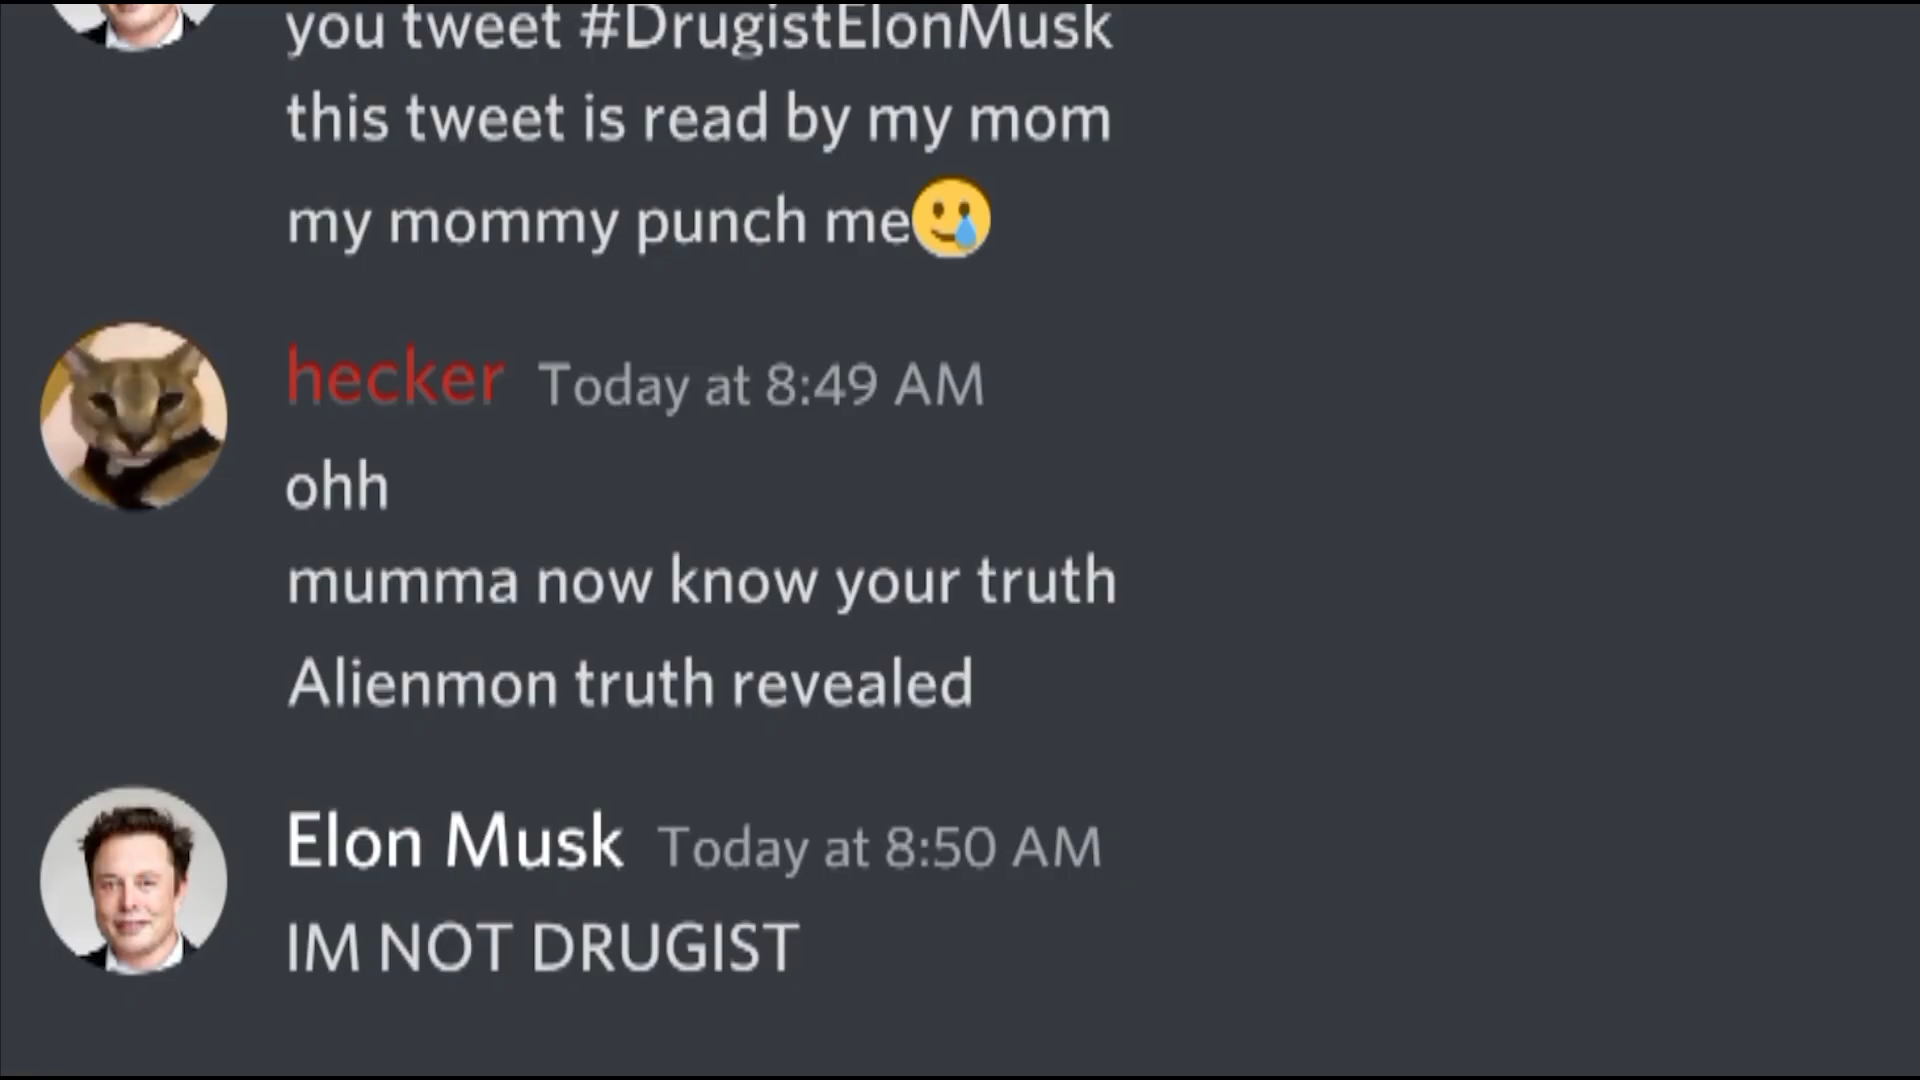 you tweet #DrugistElonMusk
this tweet is read by my mom
my mommy punch me🥲
hecker Today at 8:49 AM
ohh
mumma now know your truth
Alienmon truth revealed
Elon Musk Today at 8:50 AM
IM NOT DRUGIST